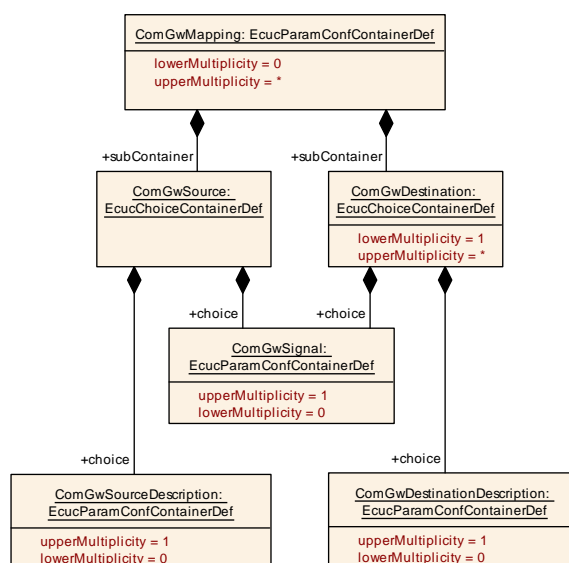 ComGwMapping: EcucParamConfContainerDef
lowerMultiplicity = 0
upperMultiplicity = *
+subContainer
+subContainer
ComGwSource:
EcucChoiceContainerDef
ComGwDestination:
EcucChoiceContainerDef
lowerMultiplicity = 1
upperMultiplicity = *
+choice
+choice
ComGwSignal:
EcucParamConfContainerDef
upperMultiplicity = 1
lowerMultiplicity = 0
+choice
+choice
ComGwSourceDescription:
EcucParamConfContainerDef
upperMultiplicity = 1
lowerMultiplicity = 0
ComGwDestinationDescription:
EcucParamConfContainerDef
upperMultiplicity = 1
lowerMultiplicity = 0